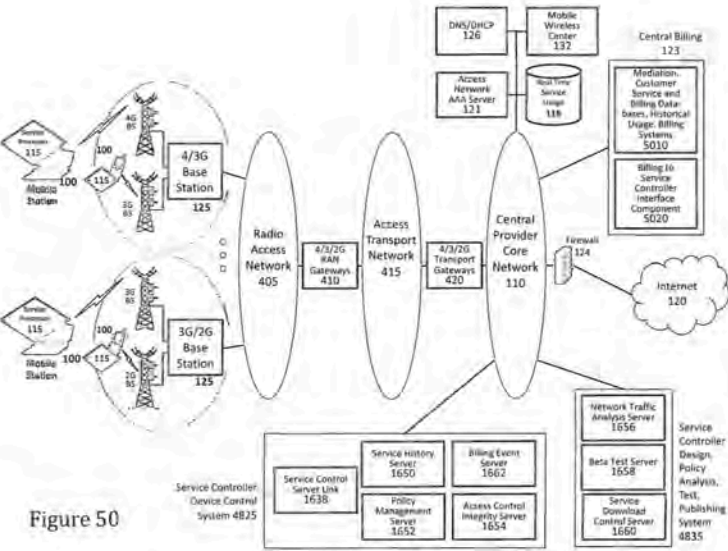 DNS/DHCP
126
Mobile
Wireless
Center
132
Central Billing
123
Access
Network
AAA Server
121
Real Time
Service
Usage
118
Mediation,
Customer
Service and
Billing Data-
bases, Historical
Usage, Billing
Systems
5010
Billing to
Service
Controller
Interface
Component
5020
Service
Processor
115
100
Mobile
Station
4G
BS
100
115
3G
BS
4/3G
Base
Station
125
Radio
Access
Network
405
4/3/2G
RAN
Gateways
410
Access
Transport
Network
415
4/3/2G
Transport
Gateways
420
Central
Provider
Core
Network
110
Firewall
124
Internet
120
Service
Processor
115
100
Mobile
Station
3G
BS
100
115
2G
BS
3G/2G
Base
Station
125
Service Controller
Device Control
System 4825
Service Control
Server Link
1638
Service History
Server
1650
Billing Event
Server
1662
Policy
Management
Server
1652
Access Control
Integrity Server
1654
Network Traffic
Analysis Server
1656
Beta Test Server
1658
Service
Download
Control Server
1660
Service
Controller
Design,
Policy
Analysis,
Test,
Publishing
System
4835
Figure 50